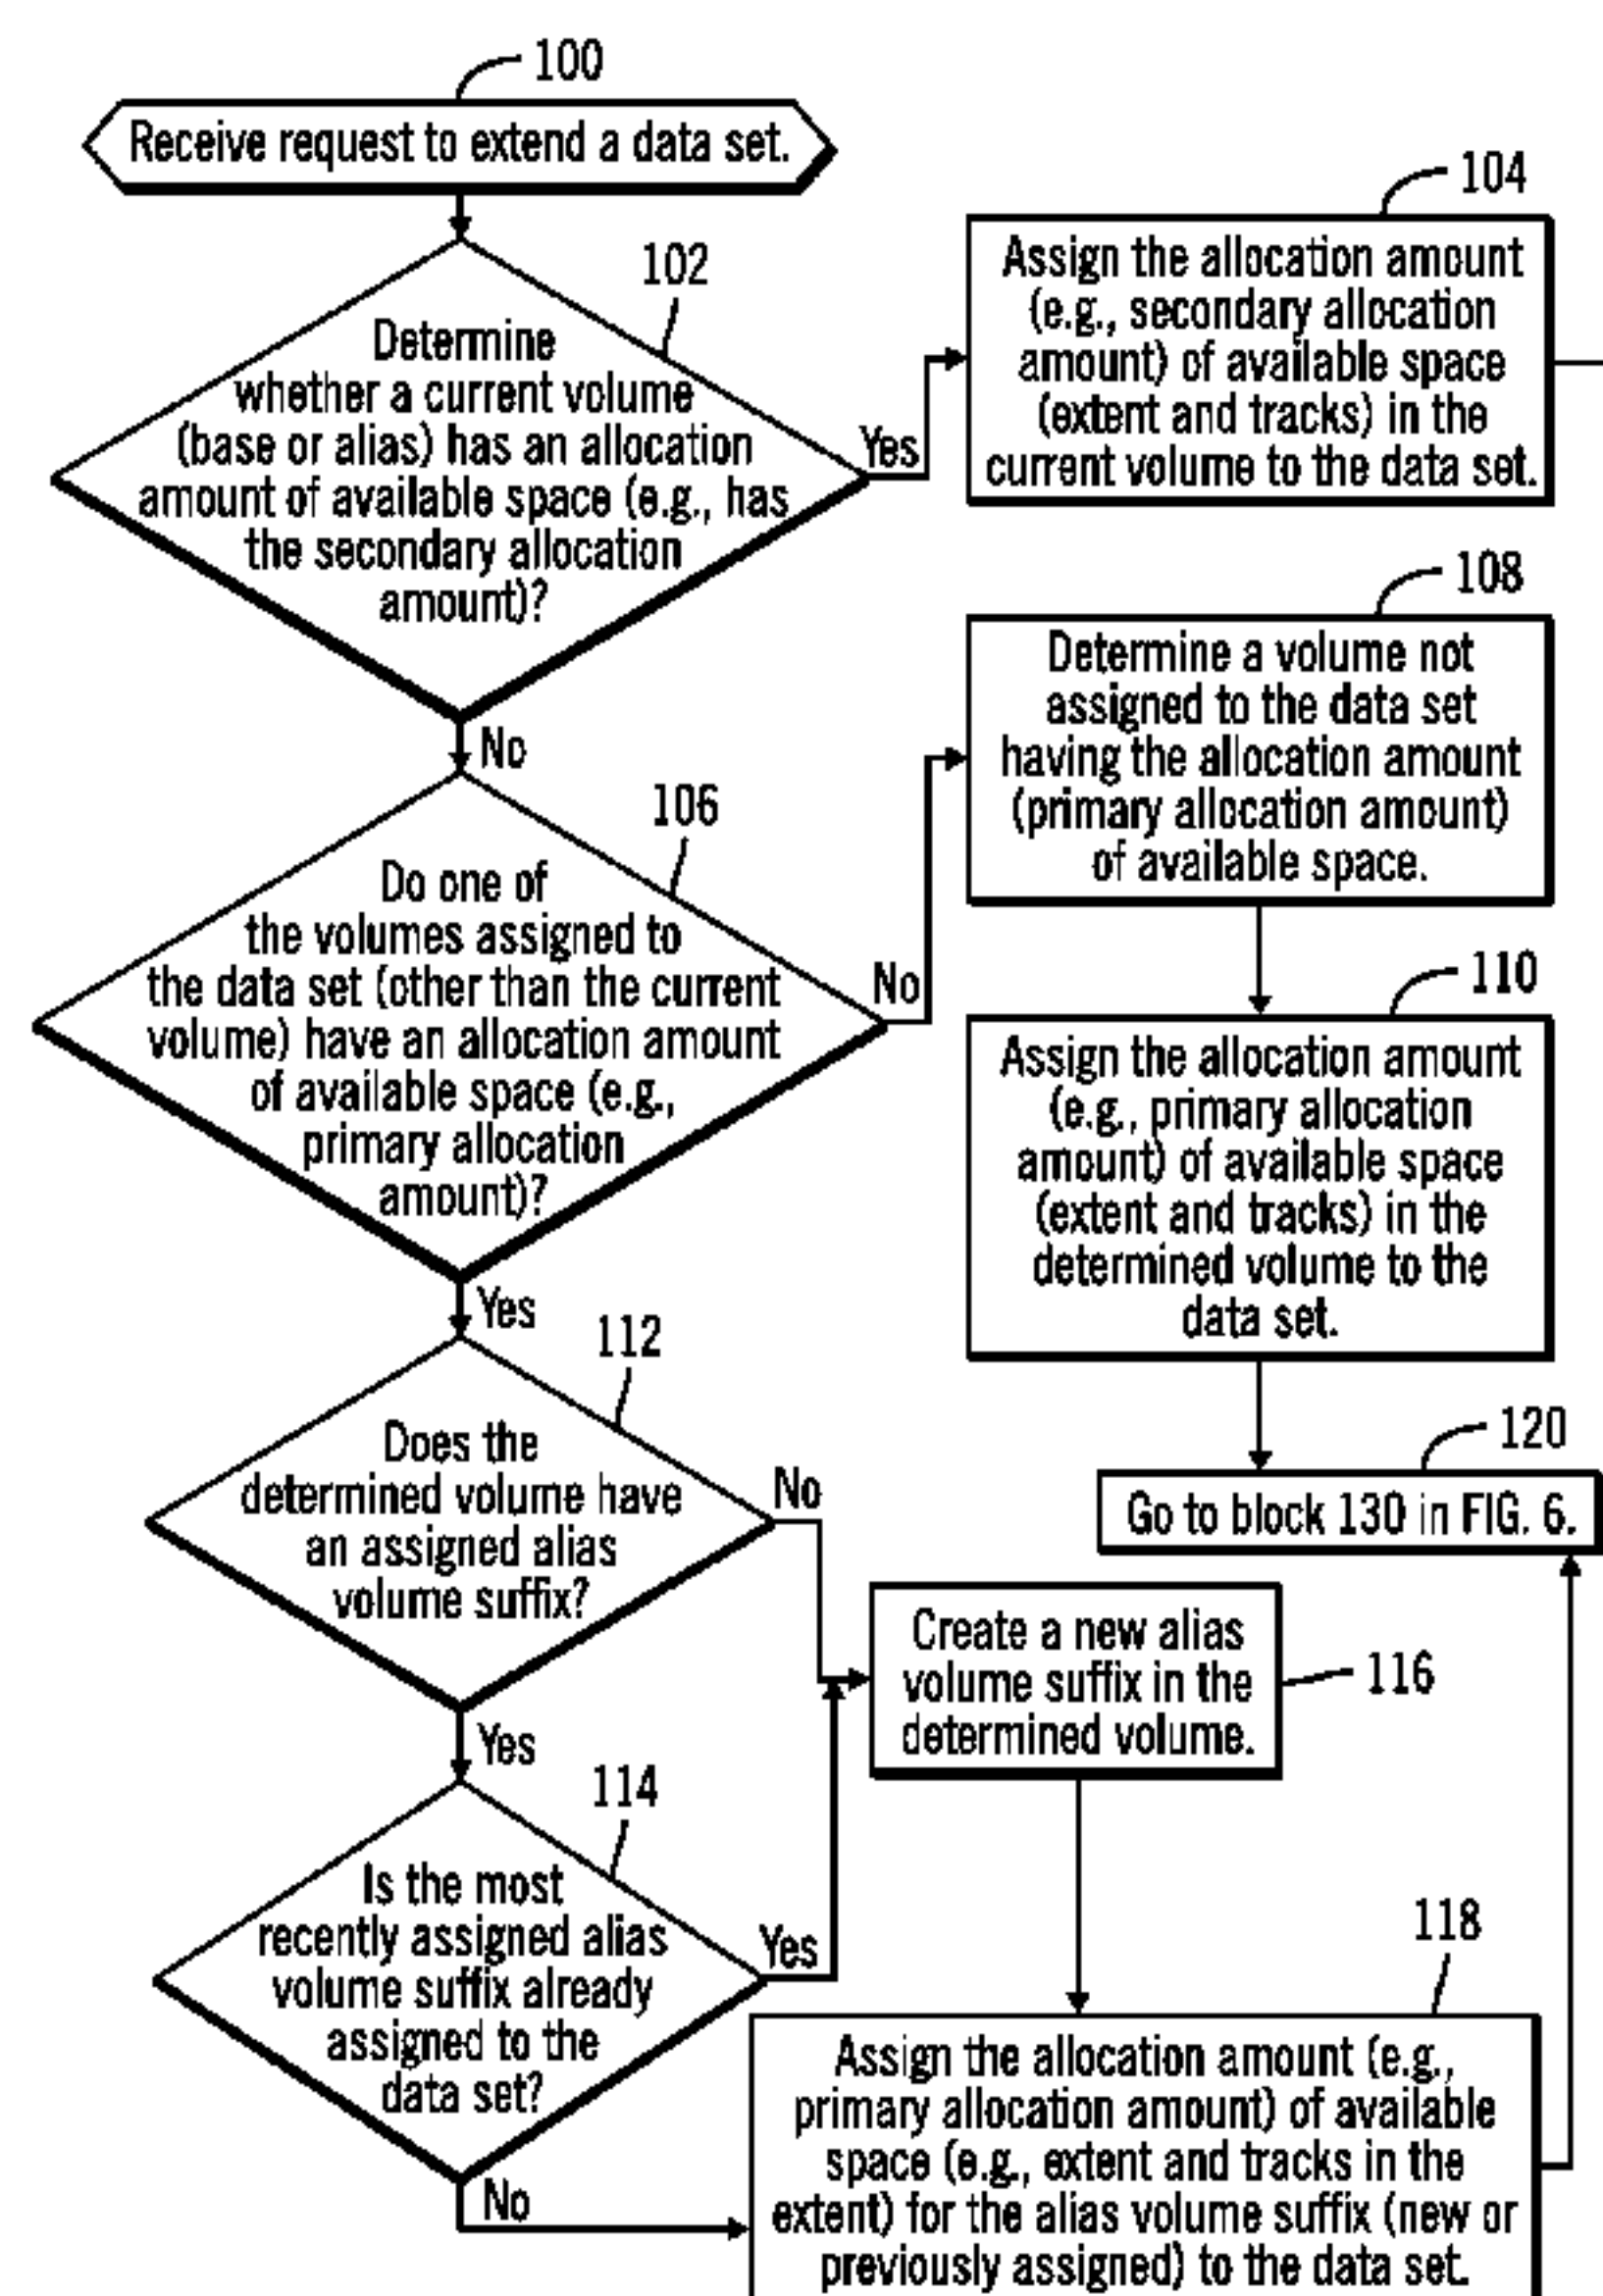 100
Receive request to extend a data set.
102
Determine
whether a current volume
(base or alias) has an allocation
amount of available space (e.g., has
the secondary allocation
amount)?
Yes
104
Assign the allocation amount
(e.g., secondary allocation
amount) of available space
(extent and tracks) in the
current volume to the data set.
No
106
Do one of
the volumes assigned to
the data set (other than the current
volume) have an allocation amount
of available space (e.g.,
primary allocation
amount)?
No
108
Determine a volume not
assigned to the data set
having the allocation amount
(primary allocation amount)
of available space.
110
Assign the allocation amount
(e.g., primary allocation
amount) of available space
(extent and tracks) in the
determined volume to the
data set.
Yes
112
Does the
determined volume have
an assigned alias
volume suffix?
No
120
Go to block 130 in FIG. 6.
Create a new alias
volume suffix in the
determined volume.
116
Yes
114
Is the most
recently assigned alias
volume suffix already
assigned to the
data set?
Yes
No
118
Assign the allocation amount (e.g.,
primary allocation amount) of available
space (e.g., extent and tracks in the
extent) for the alias volume suffix (new or
previously assigned) to the data set.